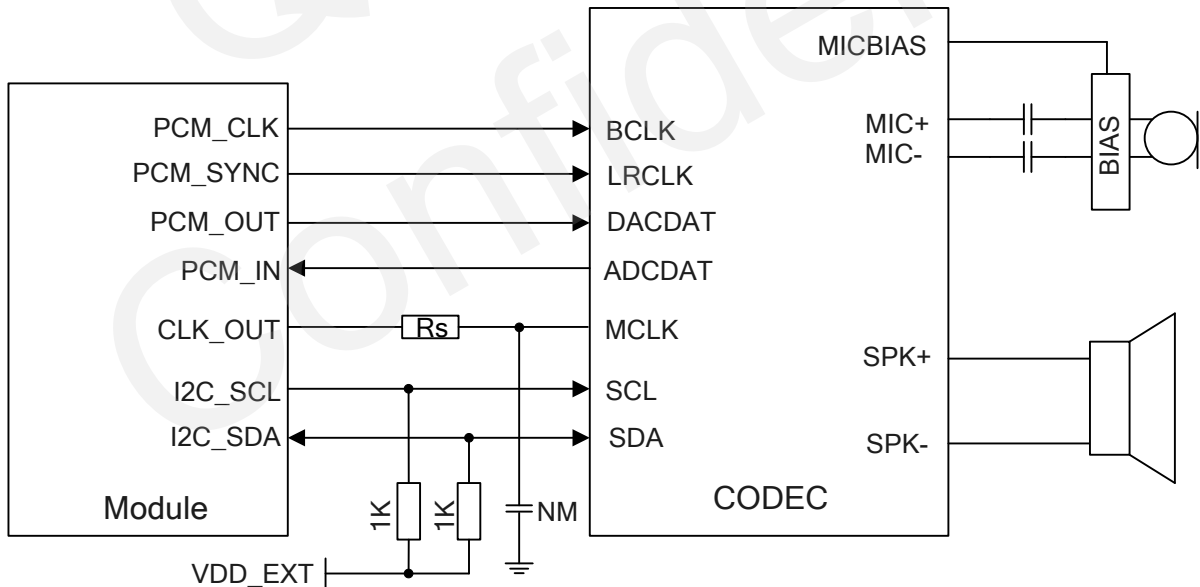 PCM_CLK
PCM_SYNC
PCM_OUT
PCM_IN
CLK_OUT
I2C_SCL
I2C_SDA
Module
VDD_EXT
Rs
1K
1K
NM
BCLK
LRCLK
DACDAT
ADCDAT
MCLK
SCL
SDA
CODEC
MICBIAS
MIC+
MIC-
SPK+
SPK-
BIAS
Confiden